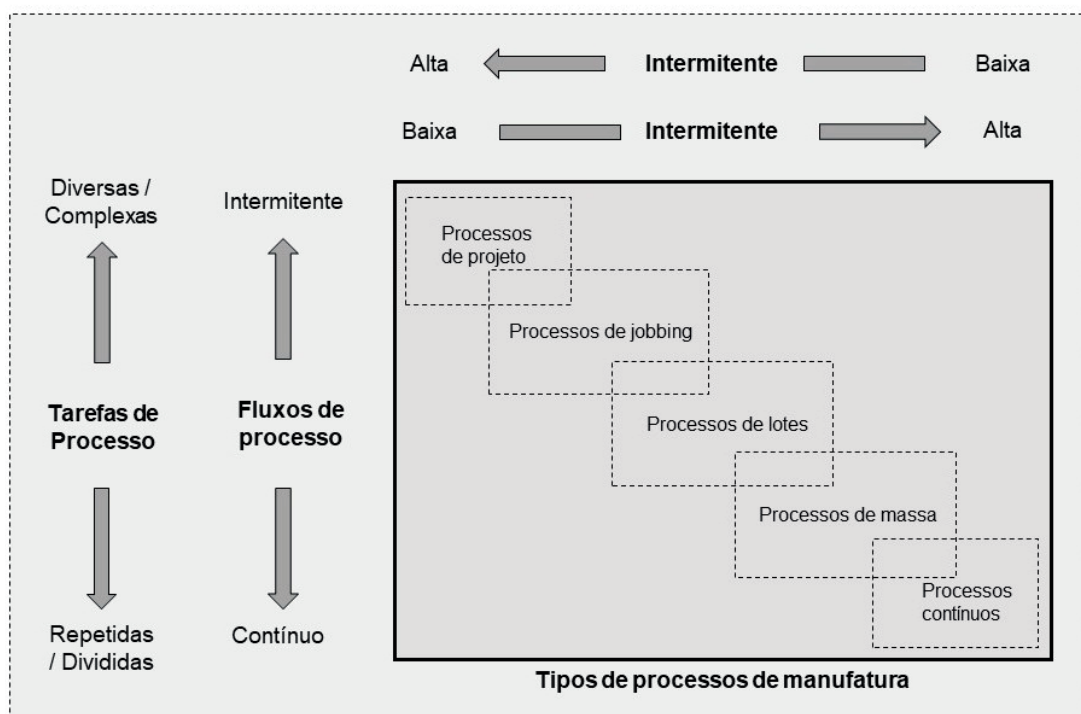 Alta Intermitente Baixa
Baixa Intermitente Alta
Diversas /
Complexas
Intermitente
Tarefas de
Processo
Fluxos de
processo
Repetidas
/ Divididas
Contínuo
Processos
de projeto
Processos de jobbing
Processos de lotes
Processos de massa
Processos
contínuos
Tipos de processos de manufatura